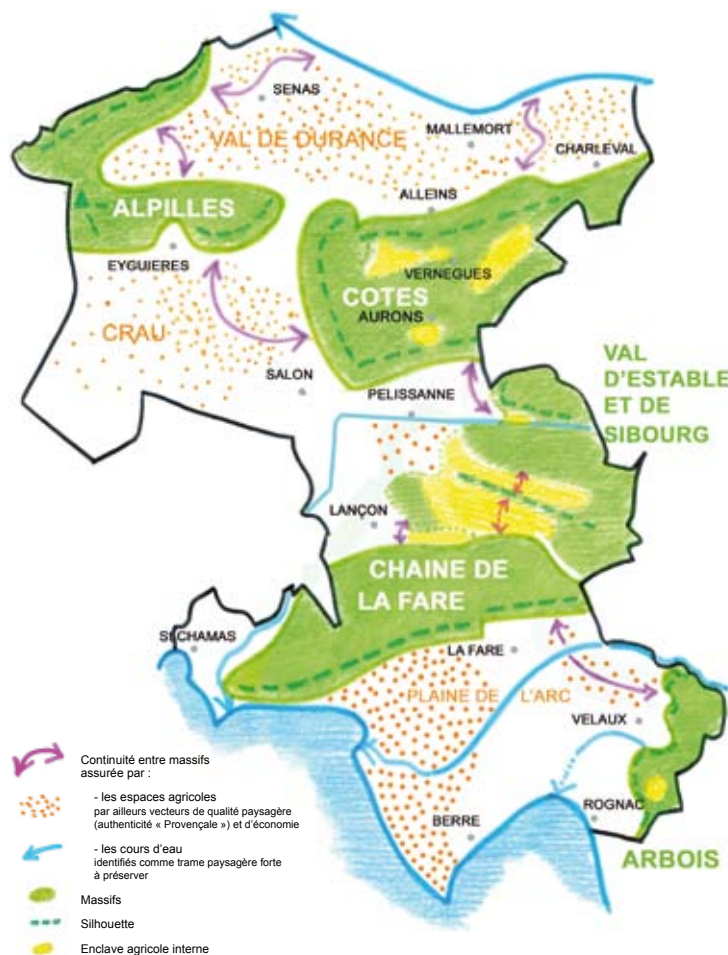 SENAS
VAL DE DURANCE
MALLEMORT
CHARLEVAL
ALLEINS
ALPILLES
EYGUIERES
VERNEGUES
COTES
AURONS
CRAU
SALON
PELISSANNE
VAL
D'ESTABLE
ET DE
SIBOURG
LANÇON
CHAINE DE
LA FARE
ST CHAMAS
LA FARE
PLAINE DE L'ARC
VELAUX
ROGNAC
BERRE
ARBOIS
Continuité entre massifs
assurée par :
- les espaces agricoles
par ailleurs vecteurs de qualité paysagère
(authenticité « Provençale ») et d'économie
- les cours d'eau
identifiés comme trame paysagère forte
à préserver
Massifs
Silhouette
Enclave agricole interne